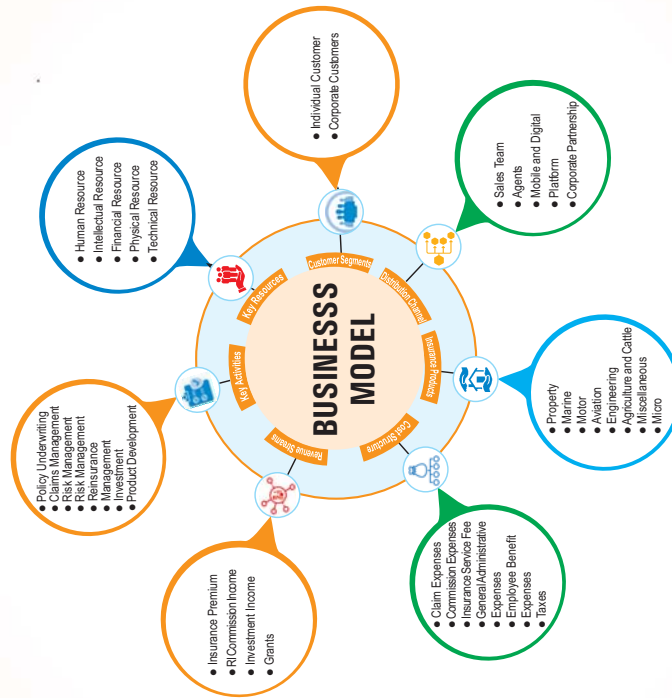 BUSINESSS
MODEL
Key Activities
• Policy Underwriting
• Claims Management
• Risk Management
• Risk Management
• Reinsurance
• Management
• Investment
• Product Development
Key Resources
• Human Resource
• Intellectual Resource
• Financial Resource
• Physical Resource
• Technical Resource
Customer Segments
• Individual Customer
• Corporate Customers
Distribution Channel
• Sales Team
• Agents
• Mobile and Digital
• Platform
• Corporate Partnership
Insurance Products
• Property
• Marine
• Motor
• Aviation
• Engineering
• Agriculture and Cattle
• Miscellaneous
• Micro
Cost Structure
• Claim Expenses
• Commission Expenses
• Insurance Service Fee
• General Administrative
• Expenses
• Employee Benefit
• Expenses
• Taxes
Revenue Streams
• Insurance Premium
• RI Commission Income
• Investment Income
• Grants